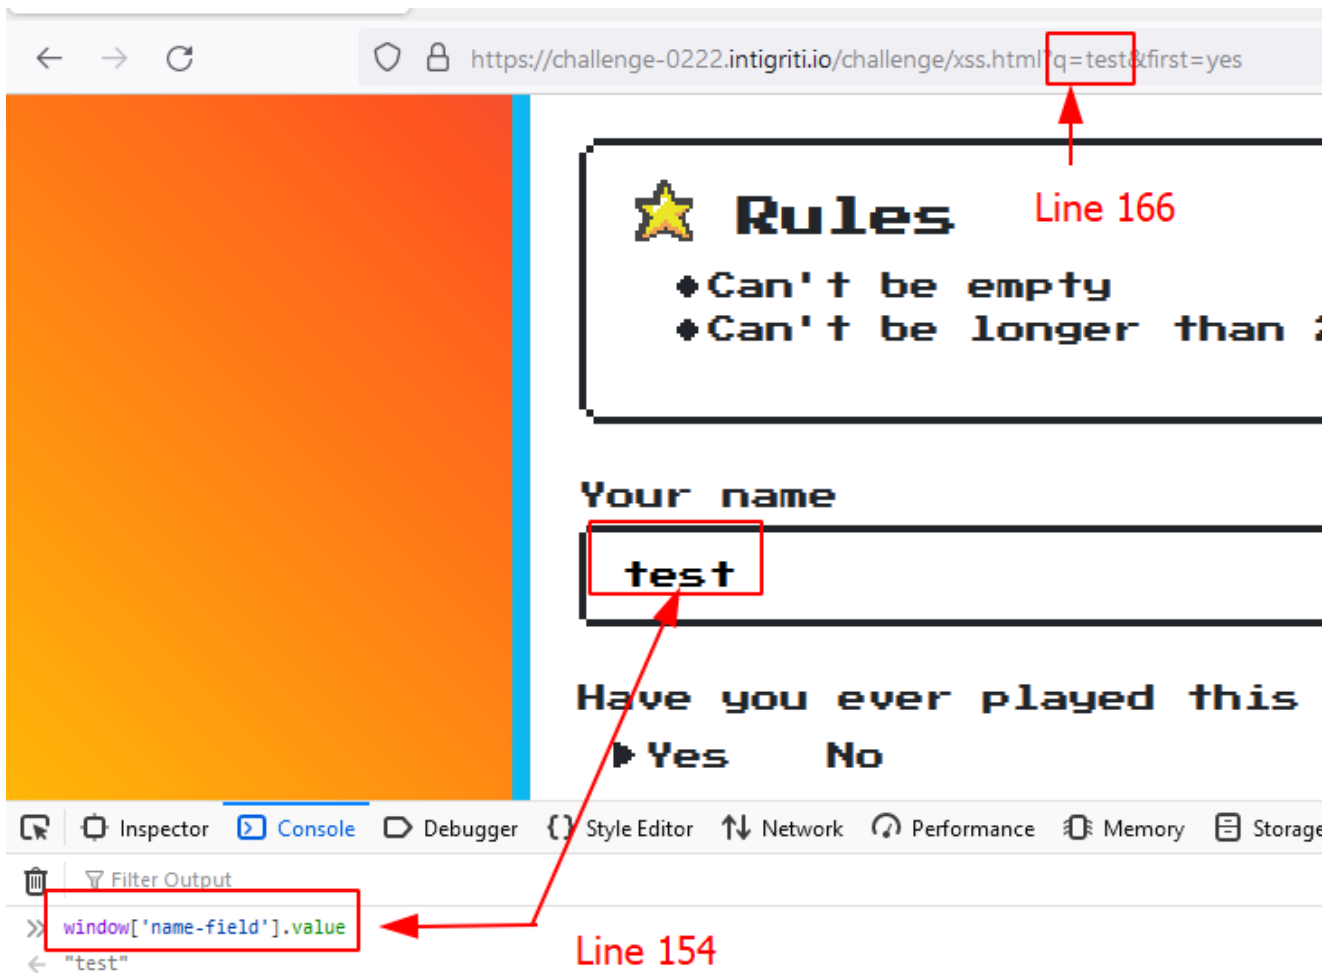 https://challenge-0222.intigriti.io/challenge/xss.html?q=test&first=yes
Rules
Line 166
Can't be empty
Can't be longer than
Your name
test
Have you ever played this
Yes No
Inspector Console Debugger Style Editor Network Performance Memory Storage
Filter Output
window['name-field'].value
Line 154
"test"